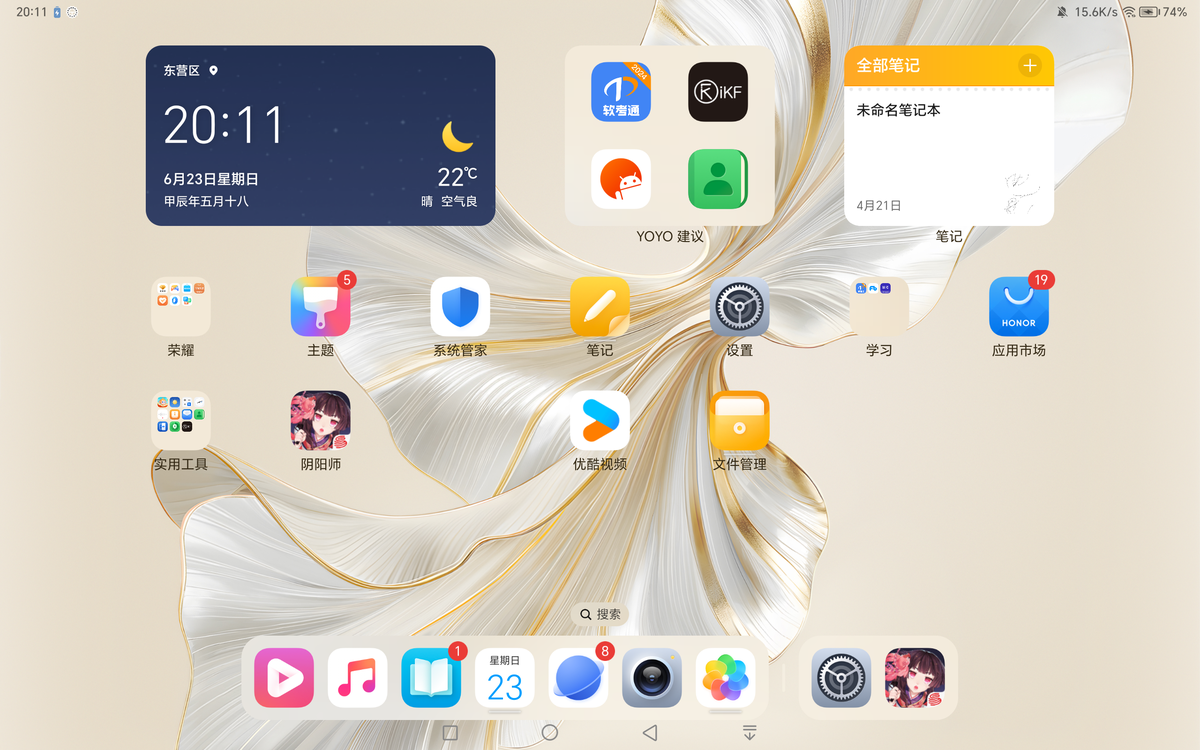 20:11
15.6K/s
74%
东营区
20:11
6月23日星期日
甲辰年五月十八
22℃
晴 空气良
2024
软考通
iKF
YOYO 建议
全部笔记
未命名笔记本
4月21日
笔记
荣耀
5
主题
系统管家
笔记
设置
学习
19
HONOR
应用市场
实用工具
阴阳师
优酷视频
文件管理
搜索
1
星期日
23
8